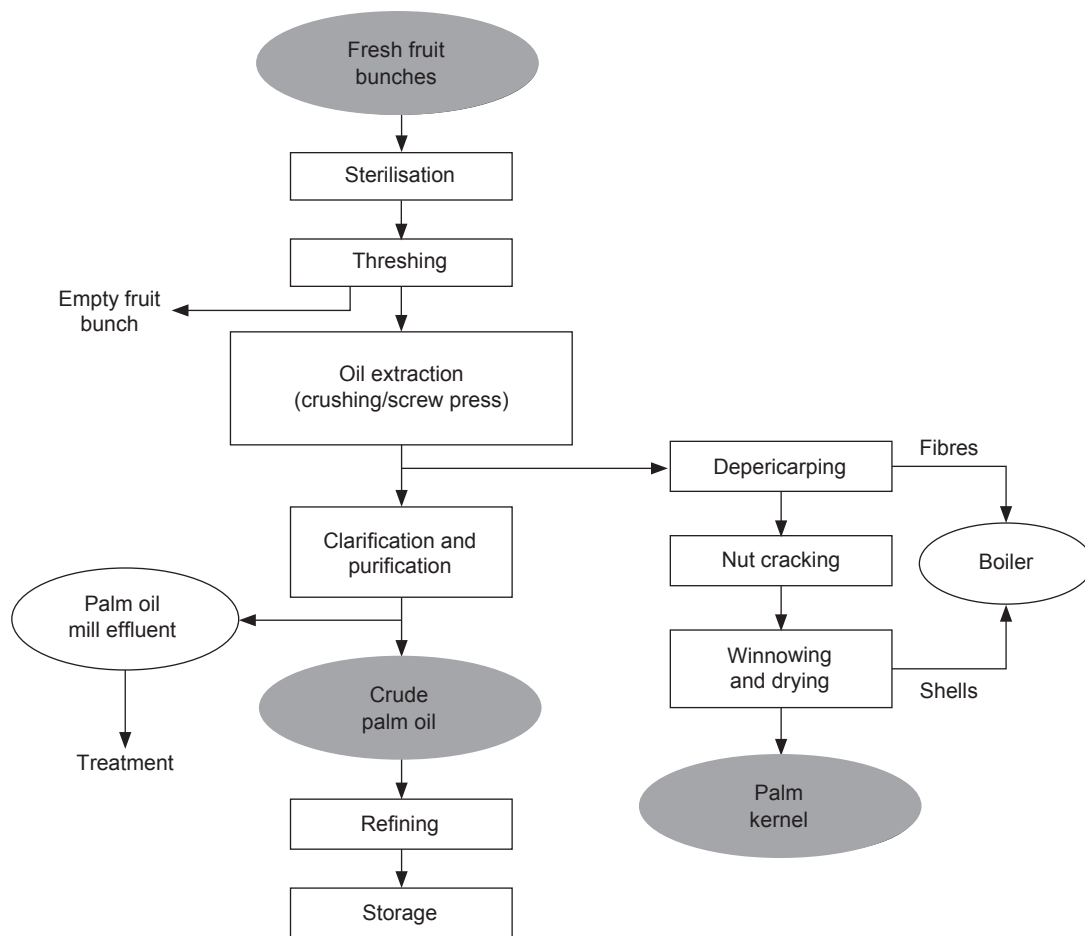 Fresh fruit
bunches
Sterilisation
Threshing
Empty fruit
bunch
Oil extraction
(crushing/screw press)
Depericarping
Fibres
Clarification and
purification
Nut cracking
Boiler
Palm oil
mill effluent
Winnowing
and drying
Shells
Crude
palm oil
Treatment
Palm
kernel
Refining
Storage